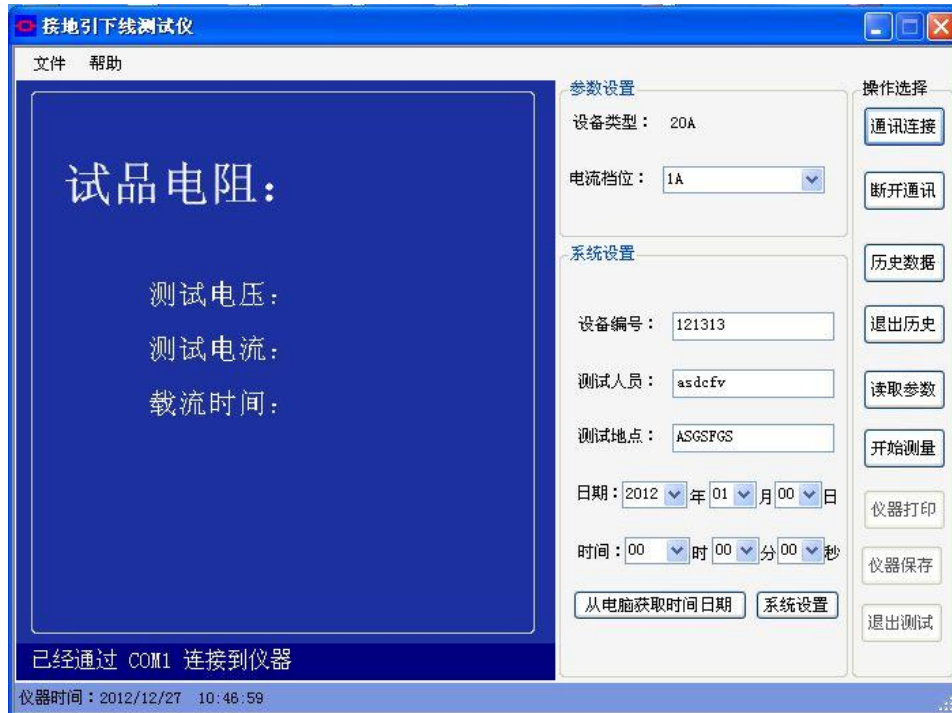 接地引下线测试仪
文件 帮助
试品电阻：
测试电压：
测试电流：
载流时间：
已经通过 COM1 连接到仪器
参数设置
设备类型： 20A
电流档位： 1A
系统设置
设备编号： 121313
测试人员： asdcfv
测试地点： ASGSFGS
日期：2012 年 01 月 00 日
时间：00 时 00 分 00 秒
从电脑获取时间日期 系统设置
操作选择
通讯连接
断开通讯
历史数据
退出历史
读取参数
开始测量
仪器打印
仪器保存
退出测试
仪器时间：2012/12/27 10:46:59